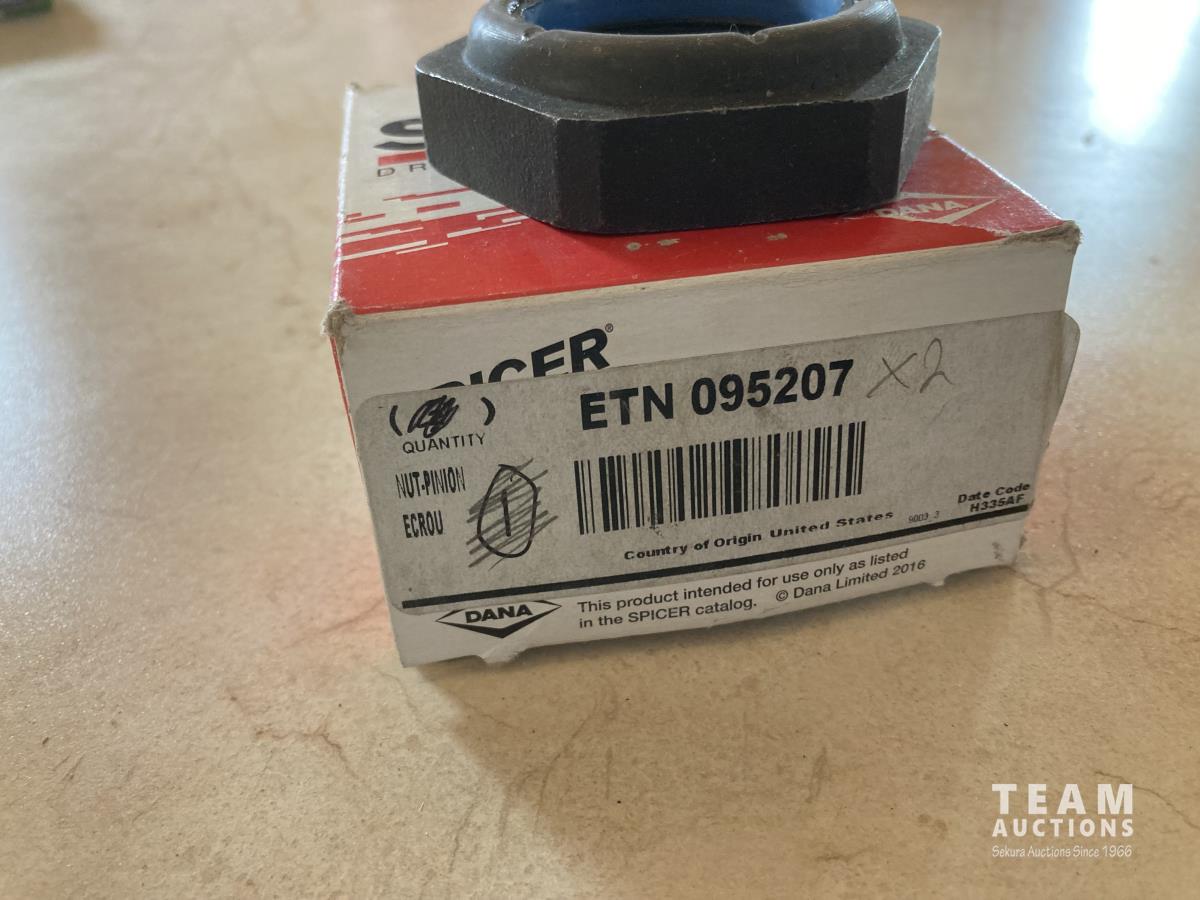 DANA
SPICER®
( )
QUANTITY
ETN 095207 X2
NUT-PINION
ECROU
1
Country of Origin United States
9003_3
Date Code
H335AF
DANA
This product intended for use only as listed
in the SPICER catalog. © Dana Limited 2016
TEAM
AUCTIONS
Sekura Auctions Since 1966